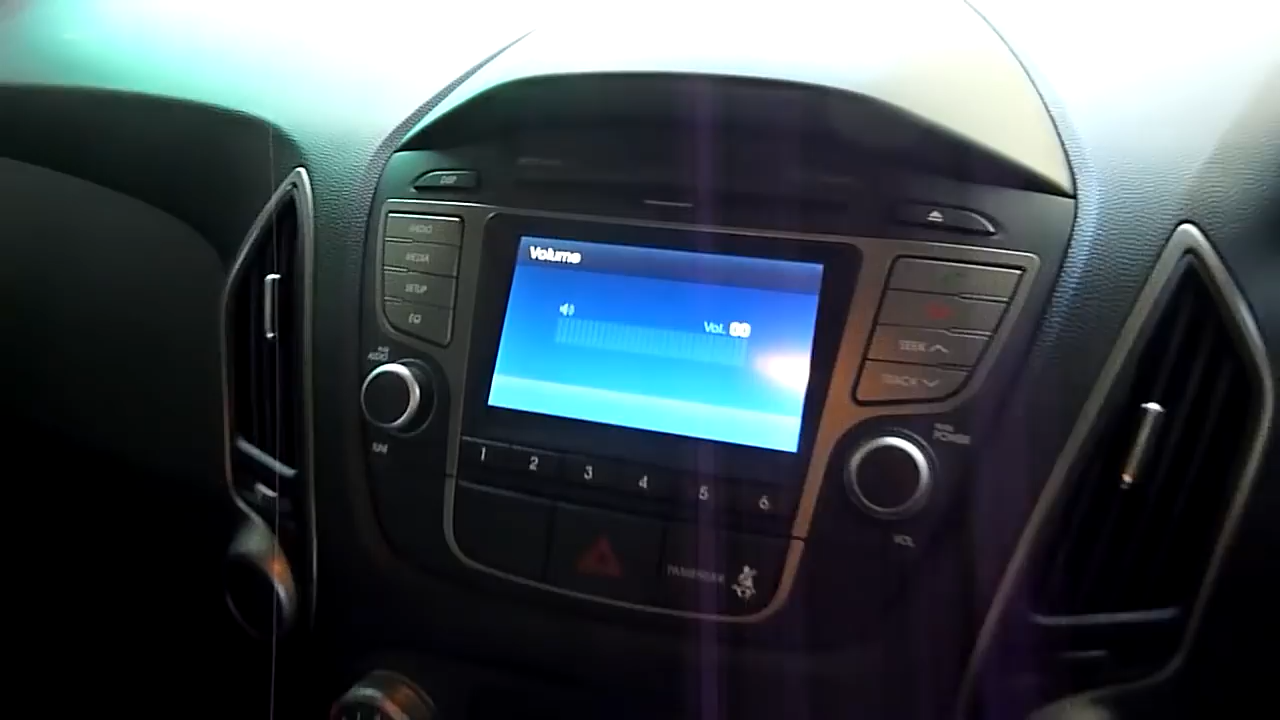 DISP
RADIO
MEDIA
SETUP
EQ
Volume
Vol. 00
SEEK
TRACK
AUDIO
POWER
1 2 3 4 5 6
VOL
PASSENGER